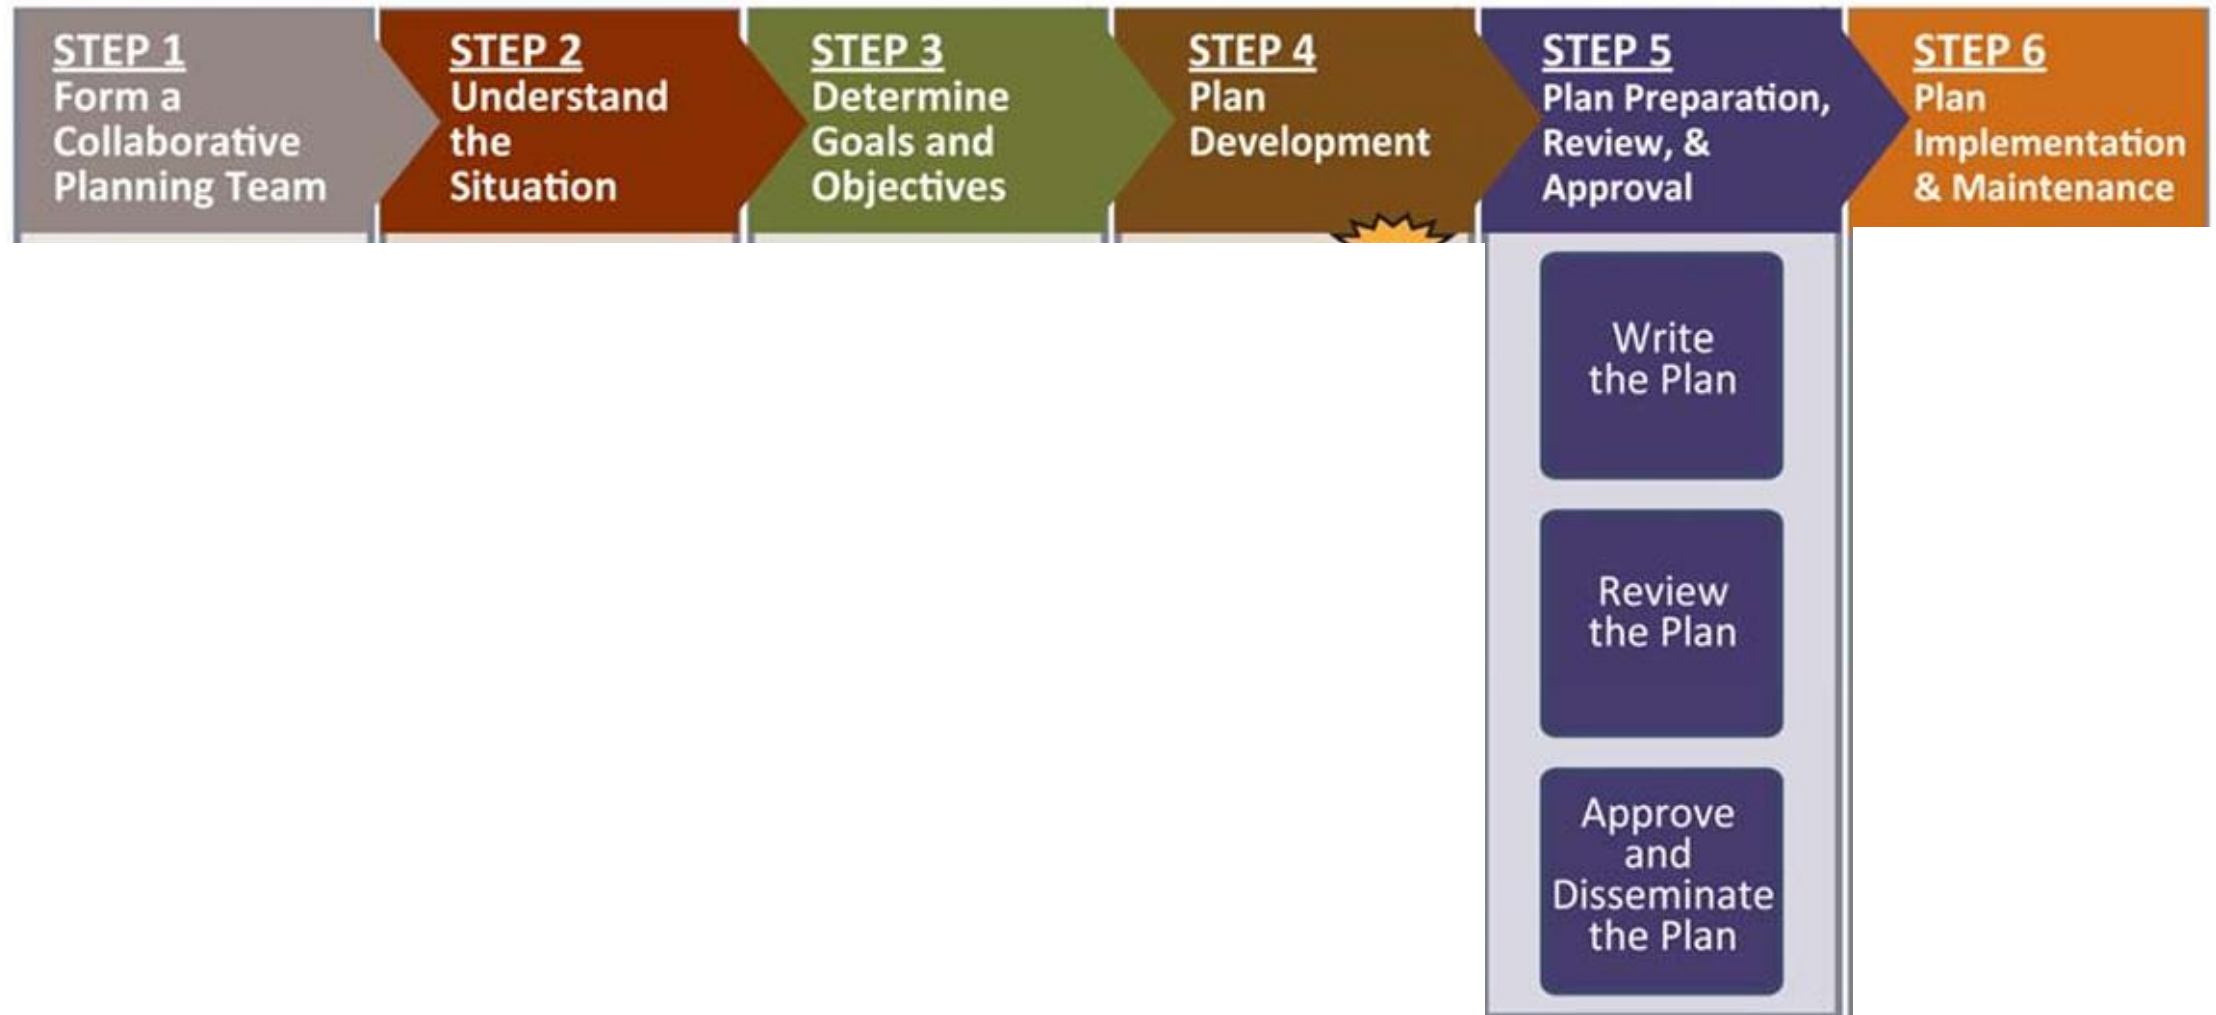 STEP 1
Form a
Collaborative
Planning Team
STEP 2
Understand
the
Situation
STEP 3
Determine
Goals and
Objectives
STEP 4
Plan
Development
STEP 5
Plan Preparation,
Review, &
Approval
STEP 6
Plan
Implementation
& Maintenance
Write
the Plan
Review
the Plan
Approve
and
Disseminate
the Plan